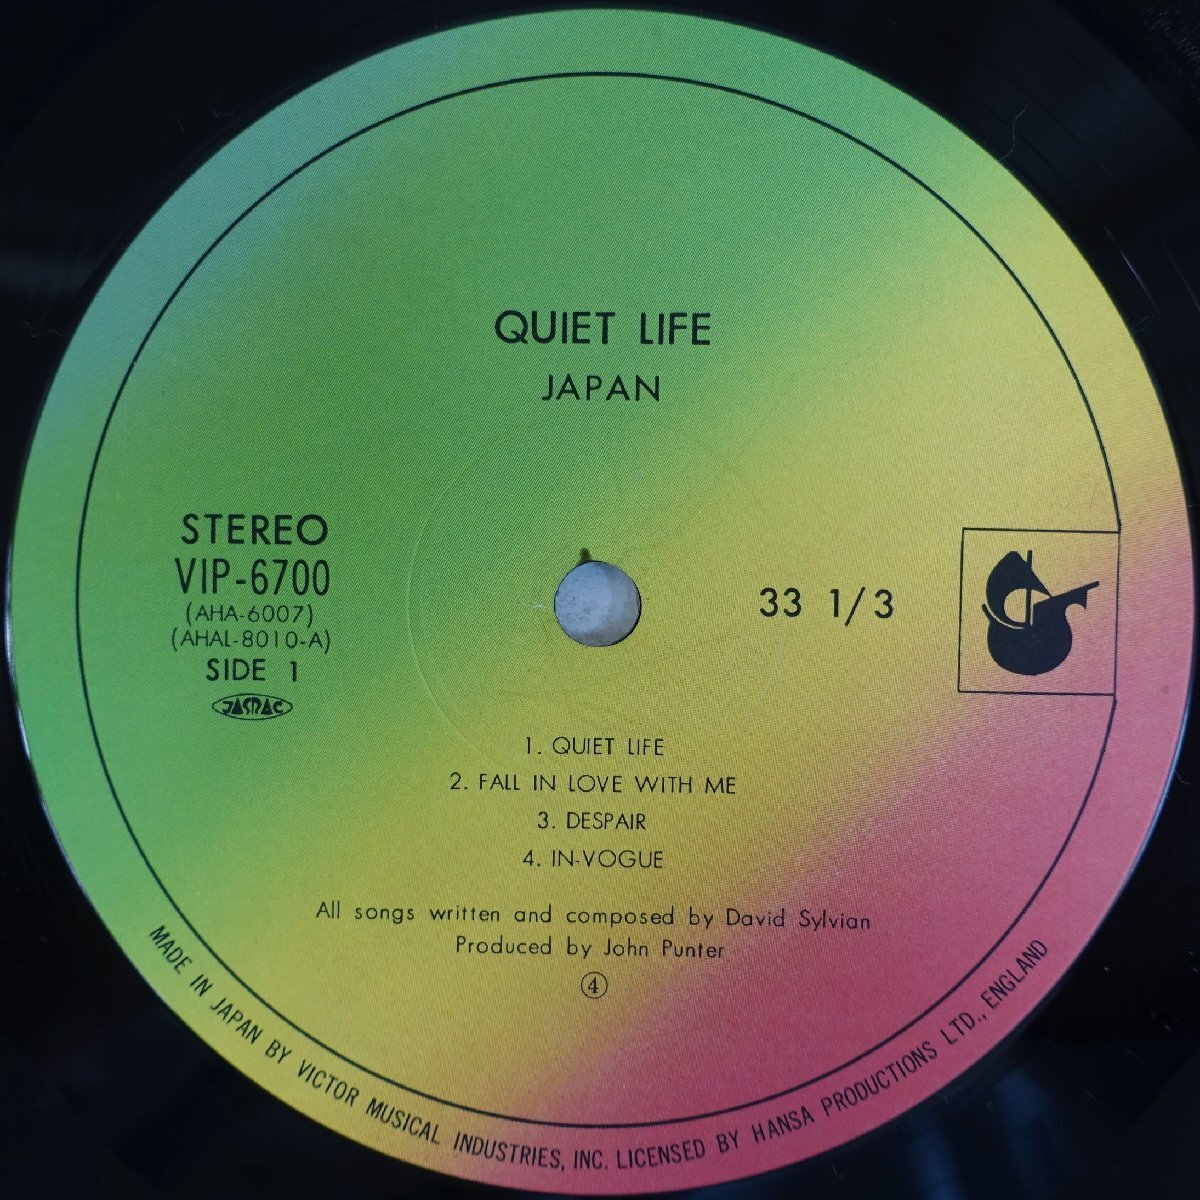 QUIET LIFE
JAPAN
STEREO
VIP-6700
(AHA-6007)
(AHAL-8010-A)
SIDE 1
JASRAC
33 1/3
1. QUIET LIFE
2. FALL IN LOVE WITH ME
3. DESPAIR
4. IN-VOGUE
All songs written and composed by David Sylvian
Produced by John Punter
④
MADE IN JAPAN BY VICTOR MUSICAL INDUSTRIES, INC. LICENSED BY HANSA PRODUCTIONS LTD., ENGLAND